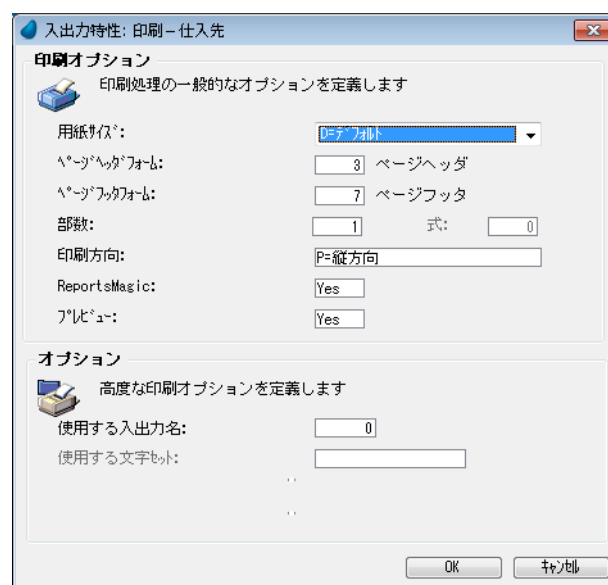 入出力特性: 印刷 – 仕入先
印刷オプション
印刷処理の一般的なオプションを定義します
用紙ｻｲｽﾞ: D=ﾃﾞﾌｫﾙﾄ
ﾍﾟｰｼﾞﾍｯﾀﾞﾌｫｰﾑ: 3 ページヘッダ
ﾍﾟｰｼﾞﾌｯﾀﾌｫｰﾑ: 7 ページフッタ
部数: 1 式: 0
印刷方向: P=縦方向
ReportsMagic: Yes
ﾌﾟﾚﾋﾞｭｰ: Yes
オプション
高度な印刷オプションを定義します
使用する入出力名: 0
使用する文字ｾｯﾄ:
OK ｷｬﾝｾﾙ